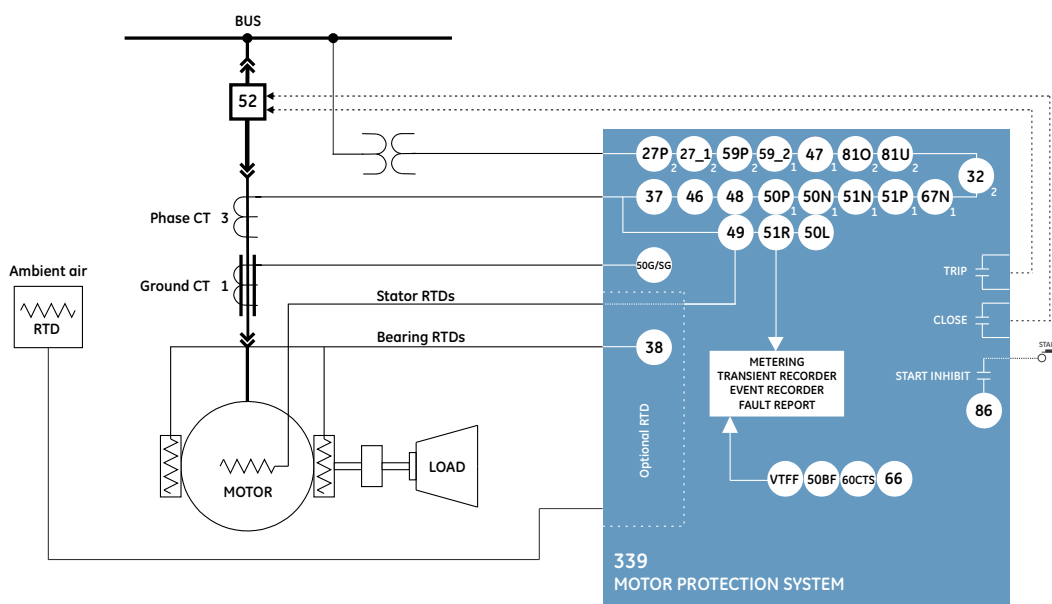 BUS
52
27P 2 27_1 2 59P 2 59_2 1 47 1 81O 2 81U 2
32 2
Phase CT 3
37 46 48 50P 1 50N 1 51N 1 51P 1 67N 1
49 51R 50L
Ambient air
RTD
Ground CT 1
50G/SG
TRIP
Stator RTDs
CLOSE
Bearing RTDs
38
START INHIBIT
86
METERING
TRANSIENT RECORDER
EVENT RECORDER
FAULT REPORT
Optional RTD
MOTOR
LOAD
VTFF 50BF 60CTS 66
339
MOTOR PROTECTION SYSTEM